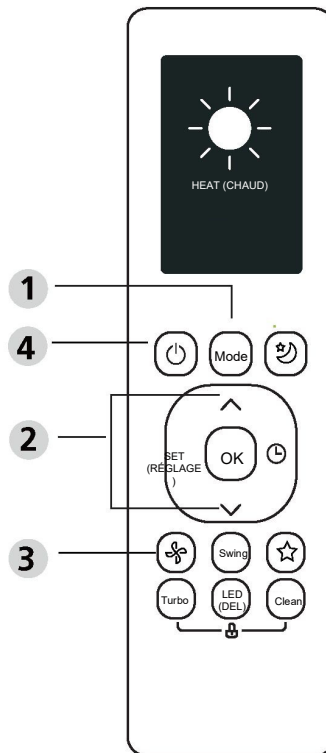 HEAT (CHAUD)
1
4
Mode
2
SET
(RÉGLAGE
)
OK
3
Swing
Turbo
LED
(DEL)
Clean